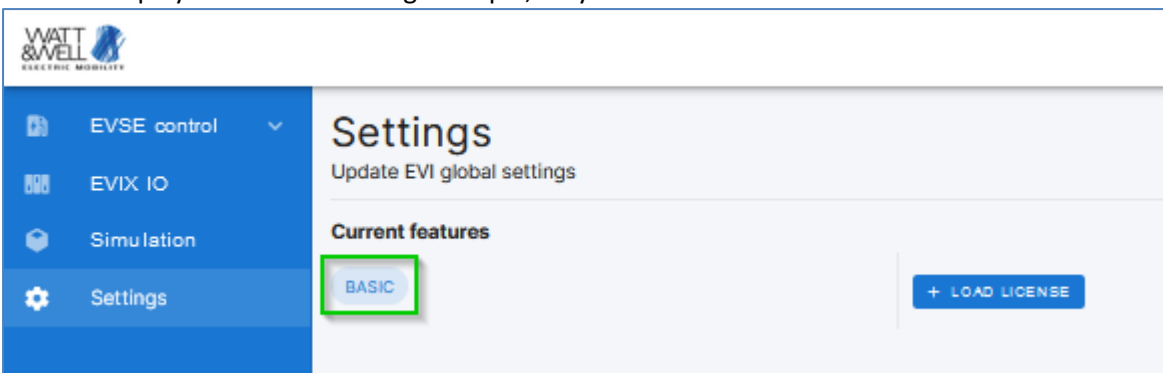 WATT
&WELL
ELECTRIC MOBILITY
EVSE control
EVIX IO
Simulation
Settings
Settings
Update EVI global settings
Current features
BASIC
+ LOAD LICENSE